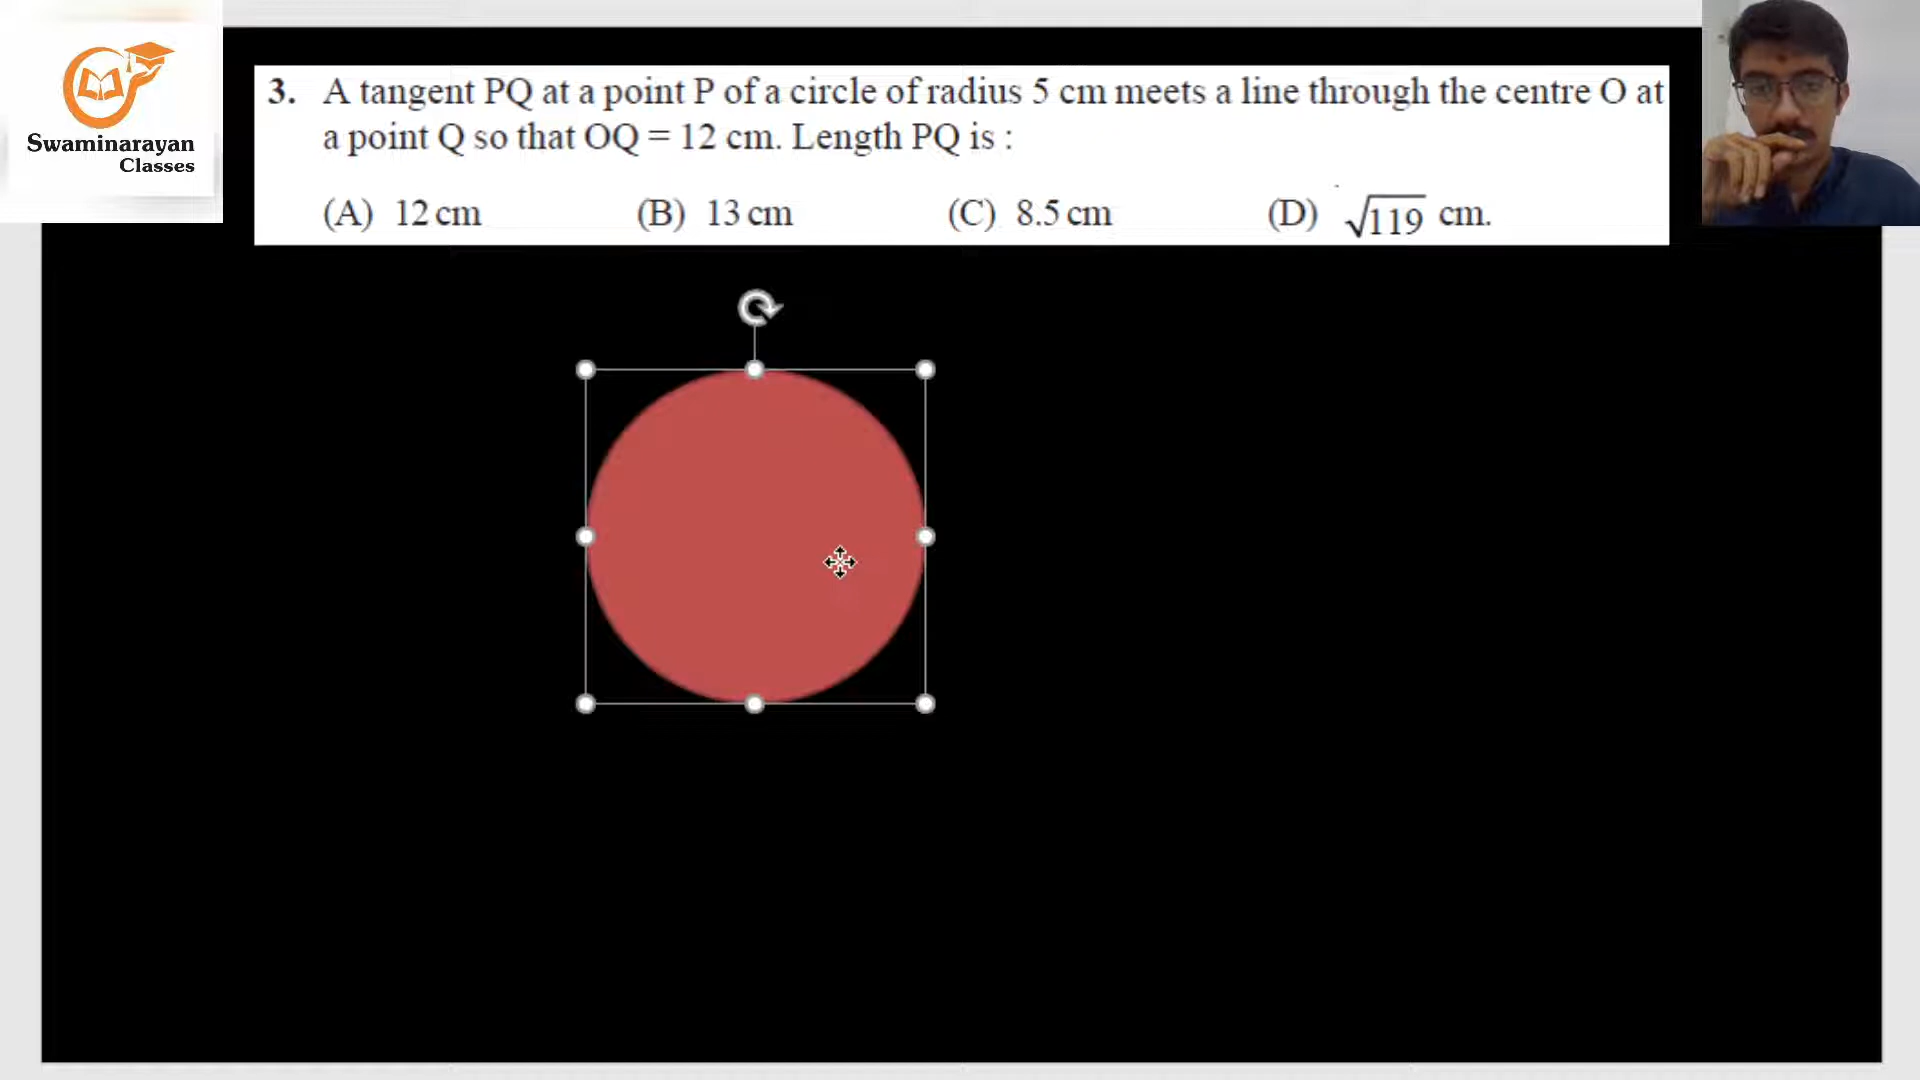 Swaminarayan
Classes
3. A tangent PQ at a point P of a circle of radius 5 cm meets a line through the centre O at
a point Q so that OQ = 12 cm. Length PQ is :
(A) 12 cm (B) 13 cm (C) 8.5 cm (D) √119 cm.